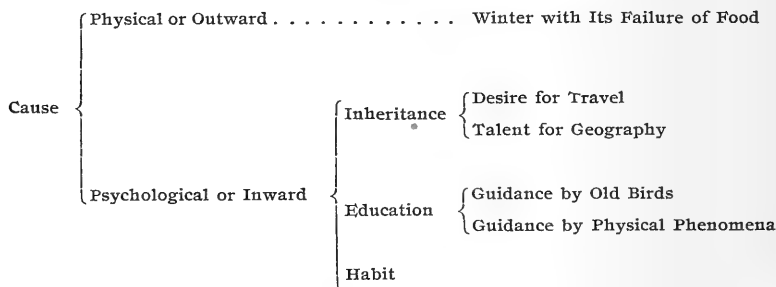 Physical or Outward . . . . . . . . . . . . Winter with Its Failure of Food
Cause
Inheritance
Desire for Travel
Talent for Geography
Psychological or Inward
Education
Guidance by Old Birds
Guidance by Physical Phenomena
Habit